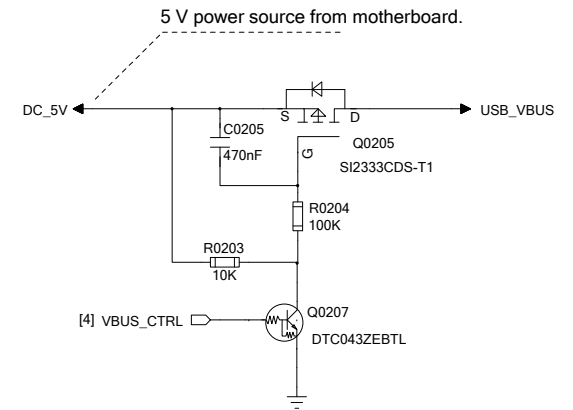 5 V power source from motherboard.
DC_5V
S
D
USB_VBUS
C0205
470nF
G
Q0205
SI2333CDS-T1
R0204
100K
R0203
10K
Q0207
[4] VBUS_CTRL
DTC043ZEBTL